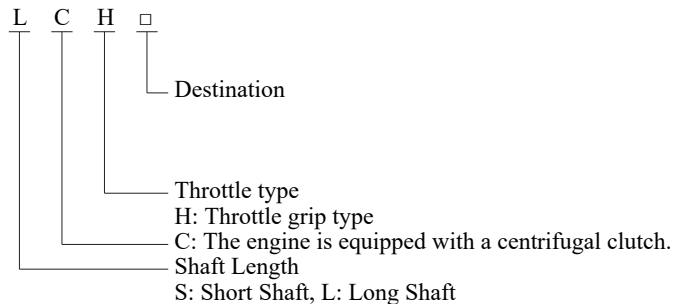 L C H □
Destination
Throttle type
H: Throttle grip type
C: The engine is equipped with a centrifugal clutch.
Shaft Length
S: Short Shaft, L: Long Shaft